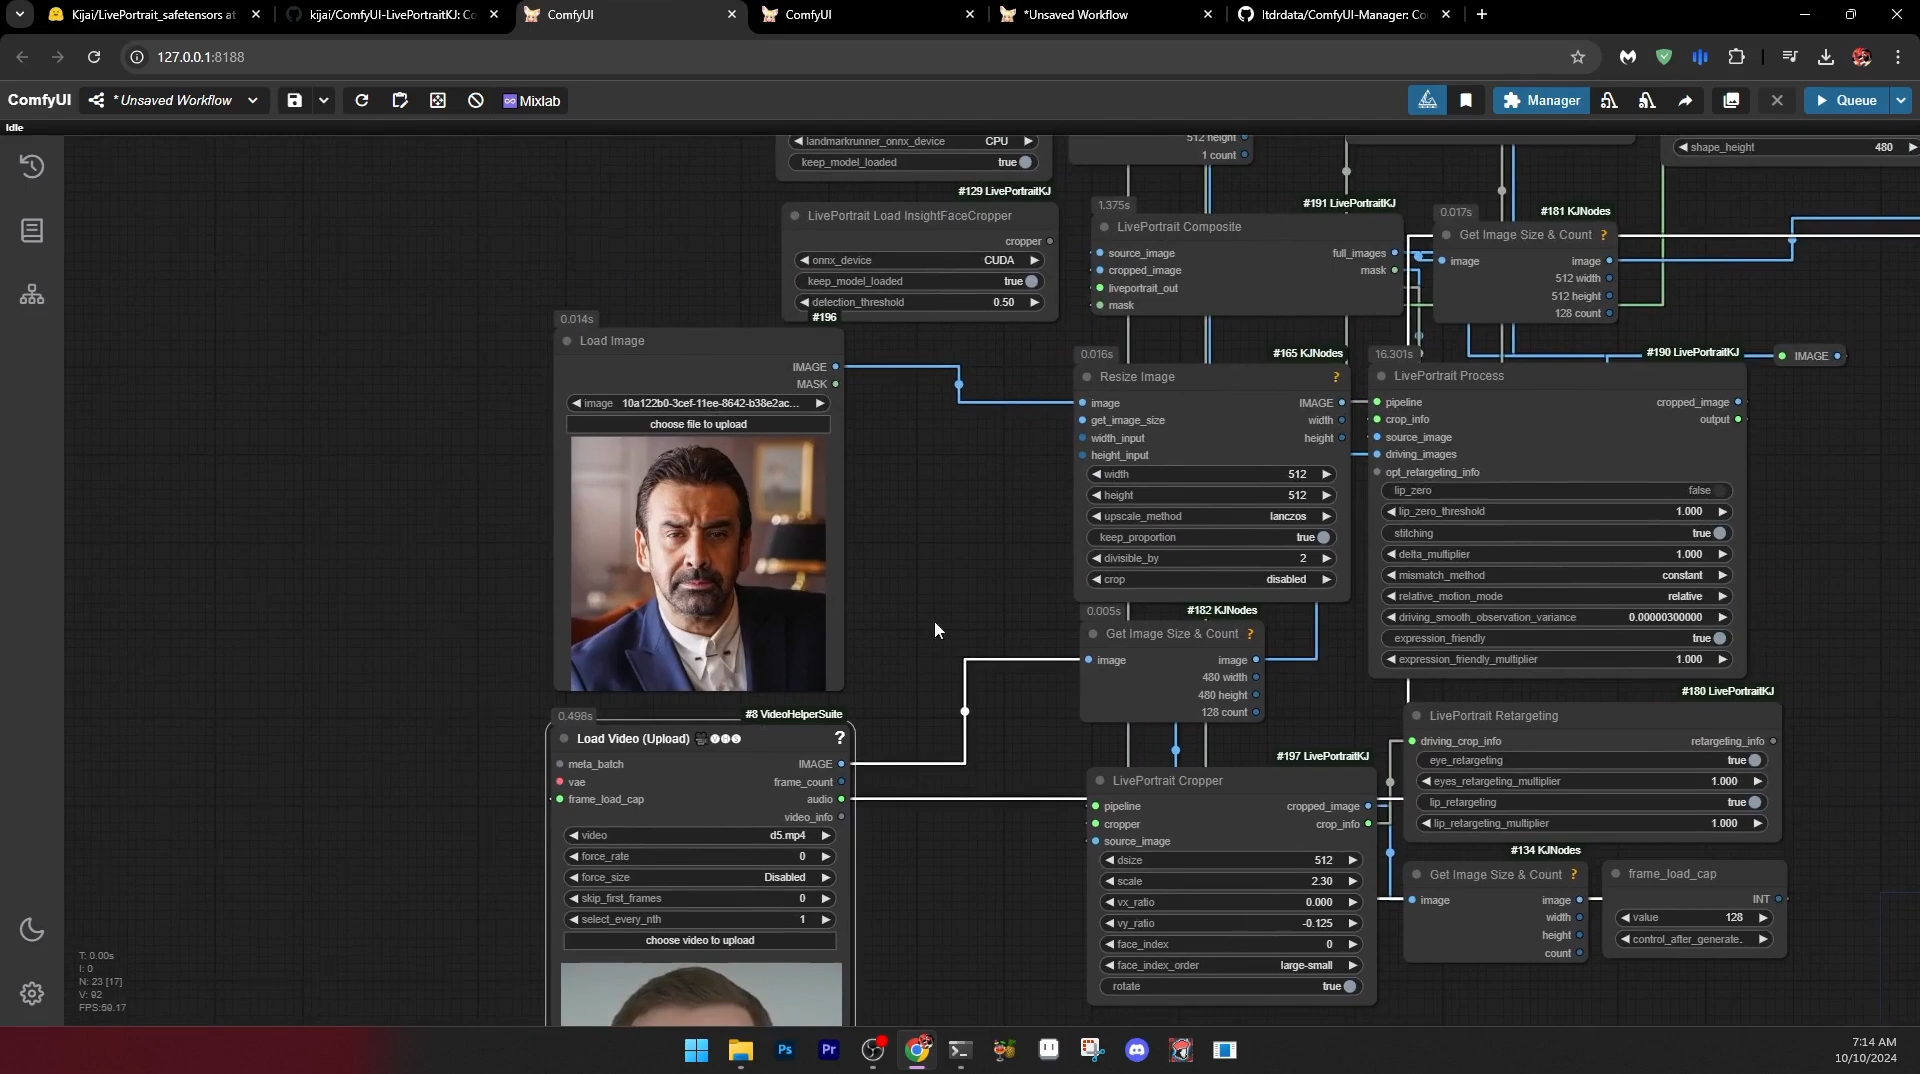 Kijai/LivePortrait_safetensors at
kijai/ComfyUI-LivePortraitKJ: Co
ComfyUI
ComfyUI
*Unsaved Workflow
ltdrdata/ComfyUI-Manager: Co
127.0.0.1:8188
ComfyUI
* Unsaved Workflow
Mixlab
Manager
Queue
Idle
landmarkrunner_onnx_device CPU
keep_model_loaded true
#129 LivePortraitKJ
LivePortrait Load InsightFaceCropper
cropper
onnx_device CUDA
keep_model_loaded true
detection_threshold 0.50
#196
0.014s
Load Image
IMAGE
MASK
image 10a122b0-3cef-11ee-8642-b38e2ac...
choose file to upload
#8 VideoHelperSuite
0.498s
Load Video (Upload) VHS ?
meta_batch IMAGE
vae frame_count
frame_load_cap audio
video_info
video d5.mp4
force_rate 0
force_size Disabled
skip_first_frames 0
select_every_nth 1
choose video to upload
512 height
1 count
1.375s
#191 LivePortraitKJ
LivePortrait Composite
source_image full_images
cropped_image mask
liveportrait_out
mask
0.016s
#165 KJNodes
Resize Image ?
image IMAGE
get_image_size width
width_input height
height_input
width 512
height 512
upscale_method lanczos
keep_proportion true
divisible_by 2
crop disabled
0.005s
#182 KJNodes
Get Image Size & Count ?
image image
480 width
480 height
128 count
#197 LivePortraitKJ
LivePortrait Cropper
pipeline cropped_image
cropper crop_info
source_image
dsize 512
scale 2.30
vx_ratio 0.000
vy_ratio -0.125
face_index 0
face_index_order large-small
rotate true
shape_height 480
0.017s
#181 KJNodes
Get Image Size & Count ?
image image
512 width
512 height
128 count
16.301s
#190 LivePortraitKJ
IMAGE
LivePortrait Process
pipeline cropped_image
crop_info output
source_image
driving_images
opt_retargeting_info
lip_zero false
lip_zero_threshold 1.000
stitching true
delta_multiplier 1.000
mismatch_method constant
relative_motion_mode relative
driving_smooth_observation_variance 0.00000300000
expression_friendly true
expression_friendly_multiplier 1.000
#180 LivePortraitKJ
LivePortrait Retargeting
driving_crop_info retargeting_info
eye_retargeting true
eyes_retargeting_multiplier 1.000
lip_retargeting true
lip_retargeting_multiplier 1.000
#134 KJNodes
Get Image Size & Count ?
image image
width
height
count
frame_load_cap
INT
value 128
control_after_generate.
T: 0.00s
I: 0
N: 23 [17]
V: 92
FPS:59.17
Ps
Pr
7:14 AM
10/10/2024